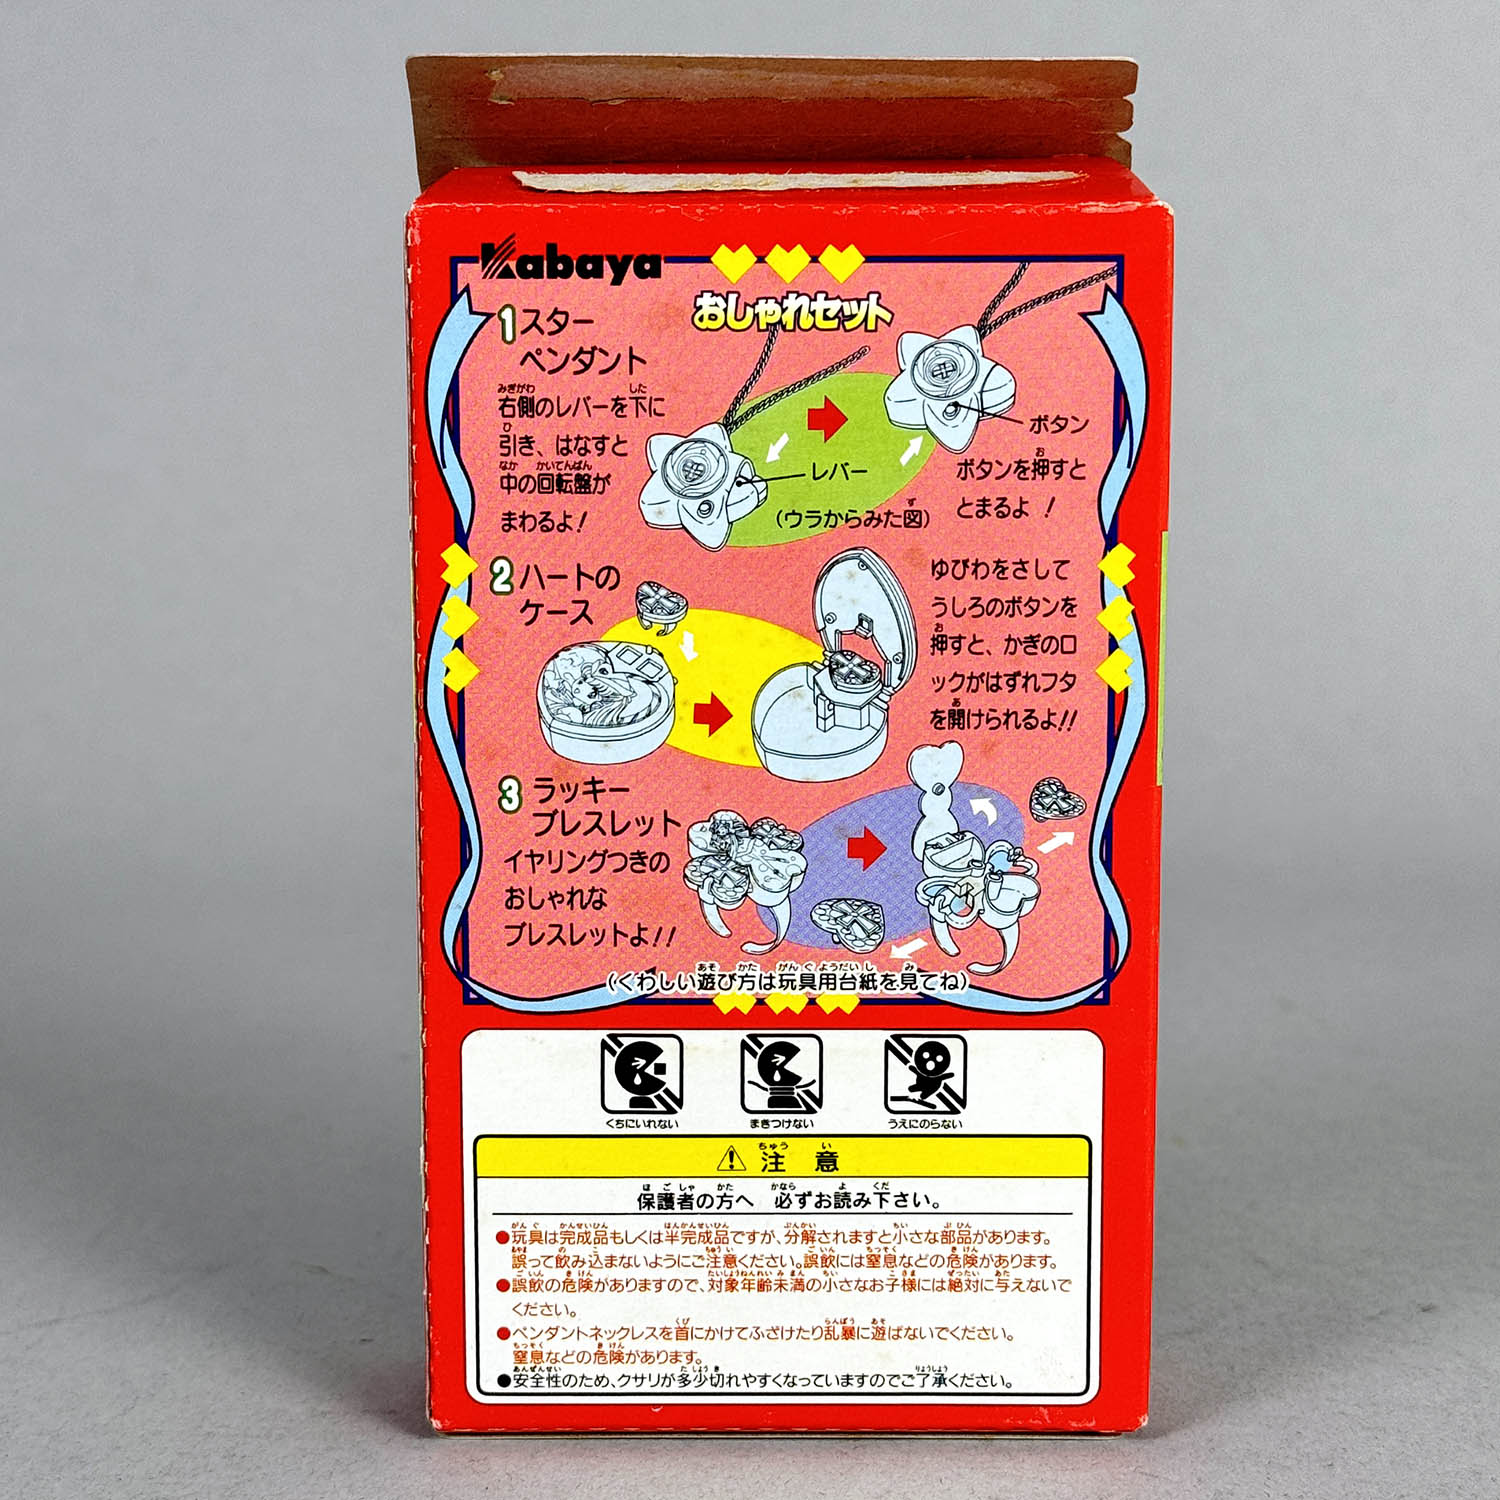 Kabaya
おしゃれセット
1 スター
ペンダント
右側のレバーを下に
引き、はなすと
中の回転盤が
まわるよ!
レバー
(ウラからみた図)
ボタン
ボタンを押すと
とまるよ!
2 ハートの
ケース
ゆびわをさして
うしろのボタンを
押すと、かぎのロ
ックがはずれフタ
を開けられるよ!!
3 ラッキー
ブレスレット
イヤリングつきの
おしゃれな
ブレスレットよ!!
(くわしい遊び方は玩具用台紙を見てね)
くちにいれない
まきつけない
うえにのらない
注意
保護者の方へ 必ずお読み下さい。
●玩具は完成品もしくは半完成品ですが、分解されますと小さな部品があります。
誤って飲み込まないようにご注意ください。誤飲には窒息などの危険があります。
●誤飲の危険がありますので、対象年齢未満の小さなお子様には絶対に与えないで
ください。
●ペンダントネックレスを首にかけてふざけたり乱暴に遊ばないでください。
窒息などの危険があります。
●安全性のため、クサリが多少切れやすくなっていますのでご了承ください。